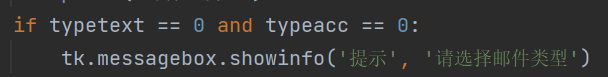 if typetext == 0 and typeacc == 0:
    tk.messagebox.showinfo('提示', '请选择邮件类型')